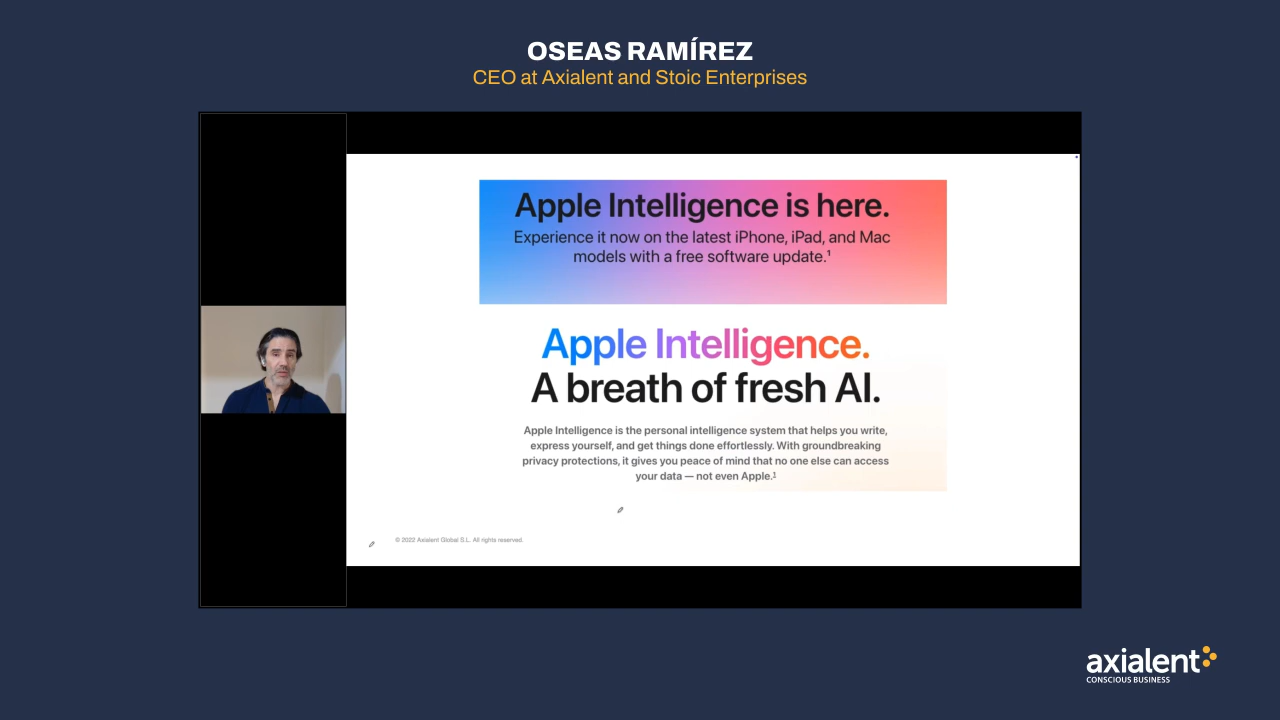 OSEAS RAMÍREZ
CEO at Axialent and Stoic Enterprises
Apple Intelligence is here.
Experience it now on the latest iPhone, iPad, and Mac
models with a free software update.¹
Apple Intelligence.
A breath of fresh AI.
Apple Intelligence is the personal intelligence system that helps you write,
express yourself, and get things done effortlessly. With groundbreaking
privacy protections, it gives you peace of mind that no one else can access
your data — not even Apple.¹
© 2022 Axialent Global S.L. All rights reserved.
axialent
CONSCIOUS BUSINESS